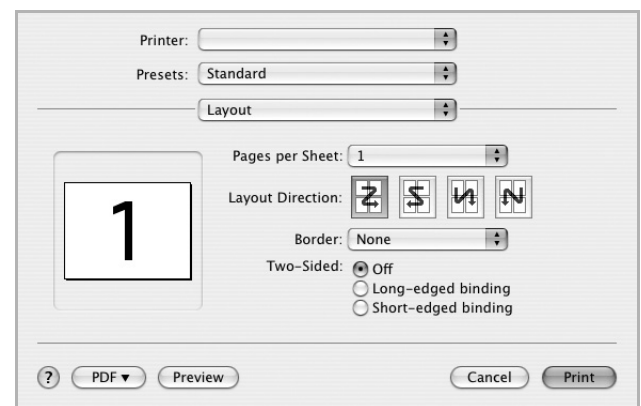 Printer:
Presets: Standard
Layout
1
Pages per Sheet: 1
Layout Direction:
Border: None
Two-Sided: Off
Long-edged binding
Short-edged binding
? PDF▼ Preview Cancel Print